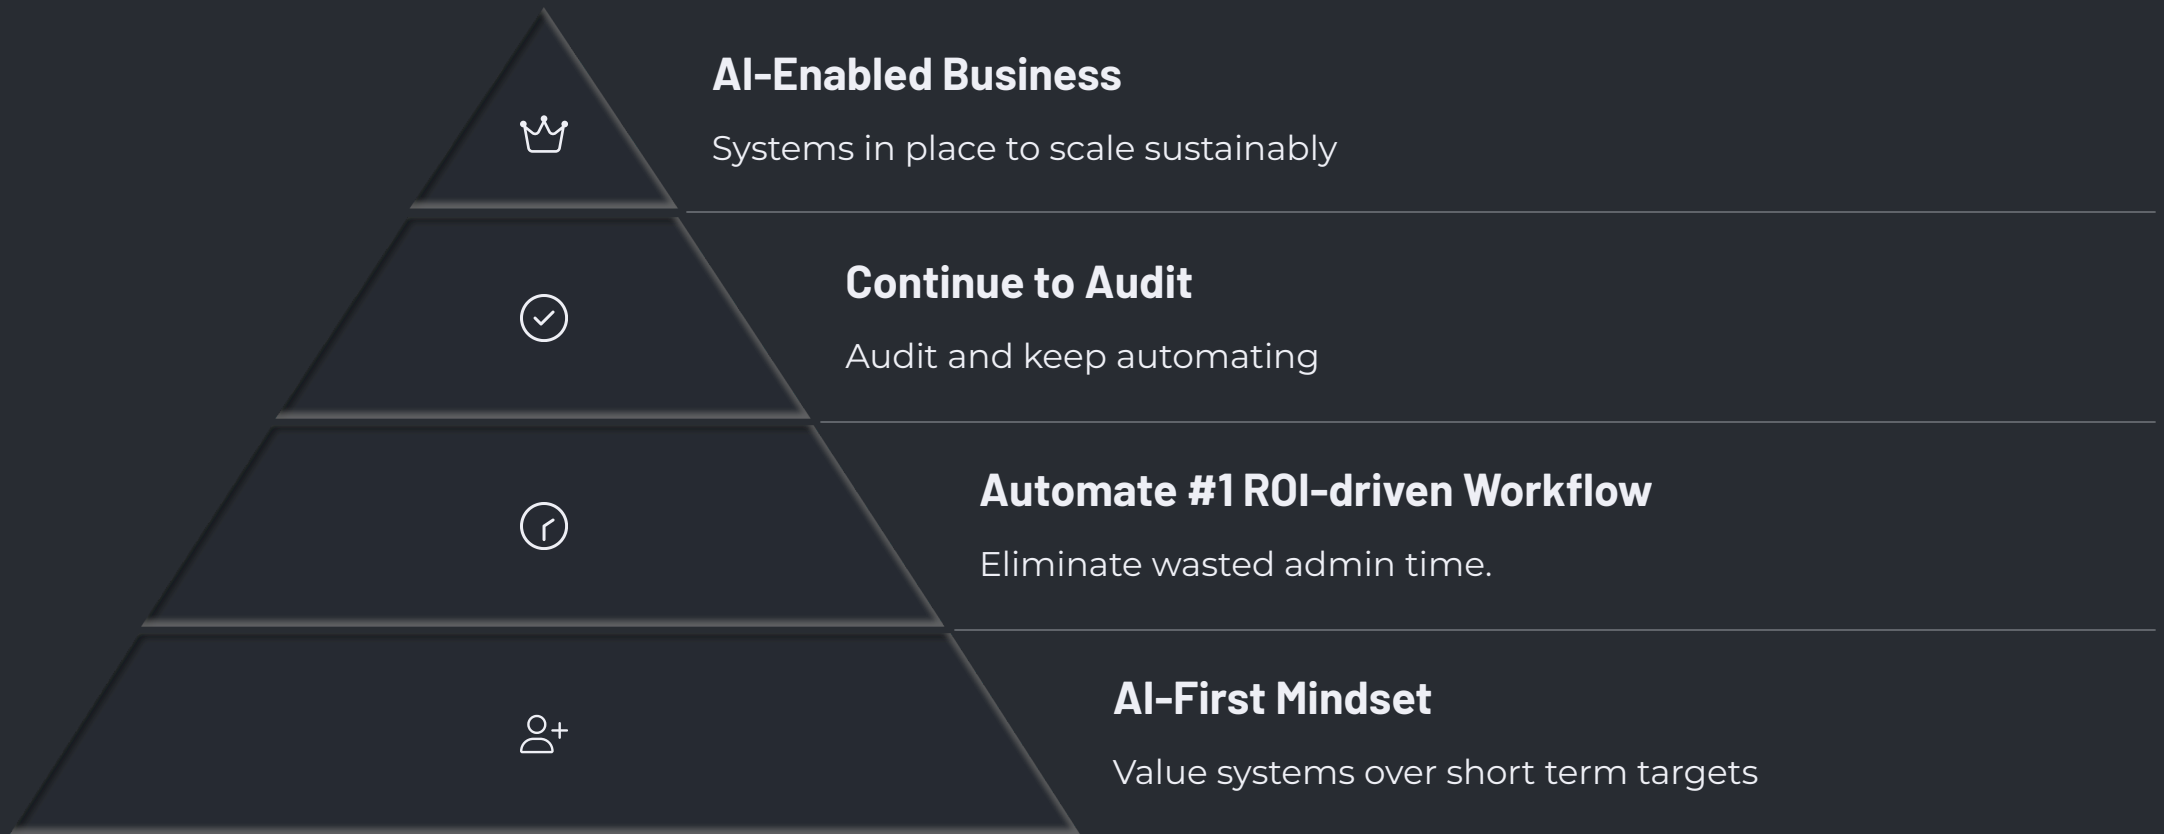 AI-Enabled Business
Systems in place to scale sustainably
Continue to Audit
Audit and keep automating
Automate #1 ROI-driven Workflow
Eliminate wasted admin time.
AI-First Mindset
Value systems over short term targets